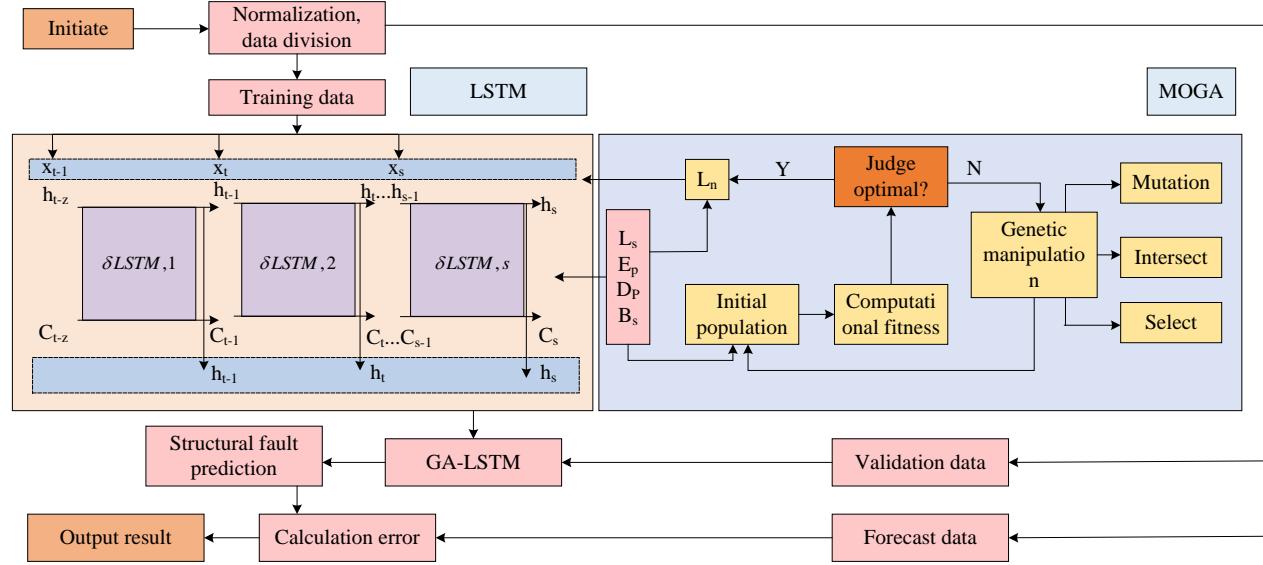 Initiate
Normalization,
data division
Training data
LSTM
MOGA
x_{t-1}
x_t
x_s
h_{t-z}
h_{t-1}
h_t...h_{s-1}
h_s
δLSTM,1
δLSTM,2
δLSTM,s
C_{t-z}
C_{t-1}
C_t...C_{s-1}
C_s
h_{t-1}
h_t
h_s
L_n
Y
Judge
optimal?
N
Mutation
L_s
E_p
D_P
B_s
Genetic
manipulatio
n
Intersect
Initial
population
Computati
onal fitness
Select
Structural fault
prediction
GA-LSTM
Validation data
Output result
Calculation error
Forecast data